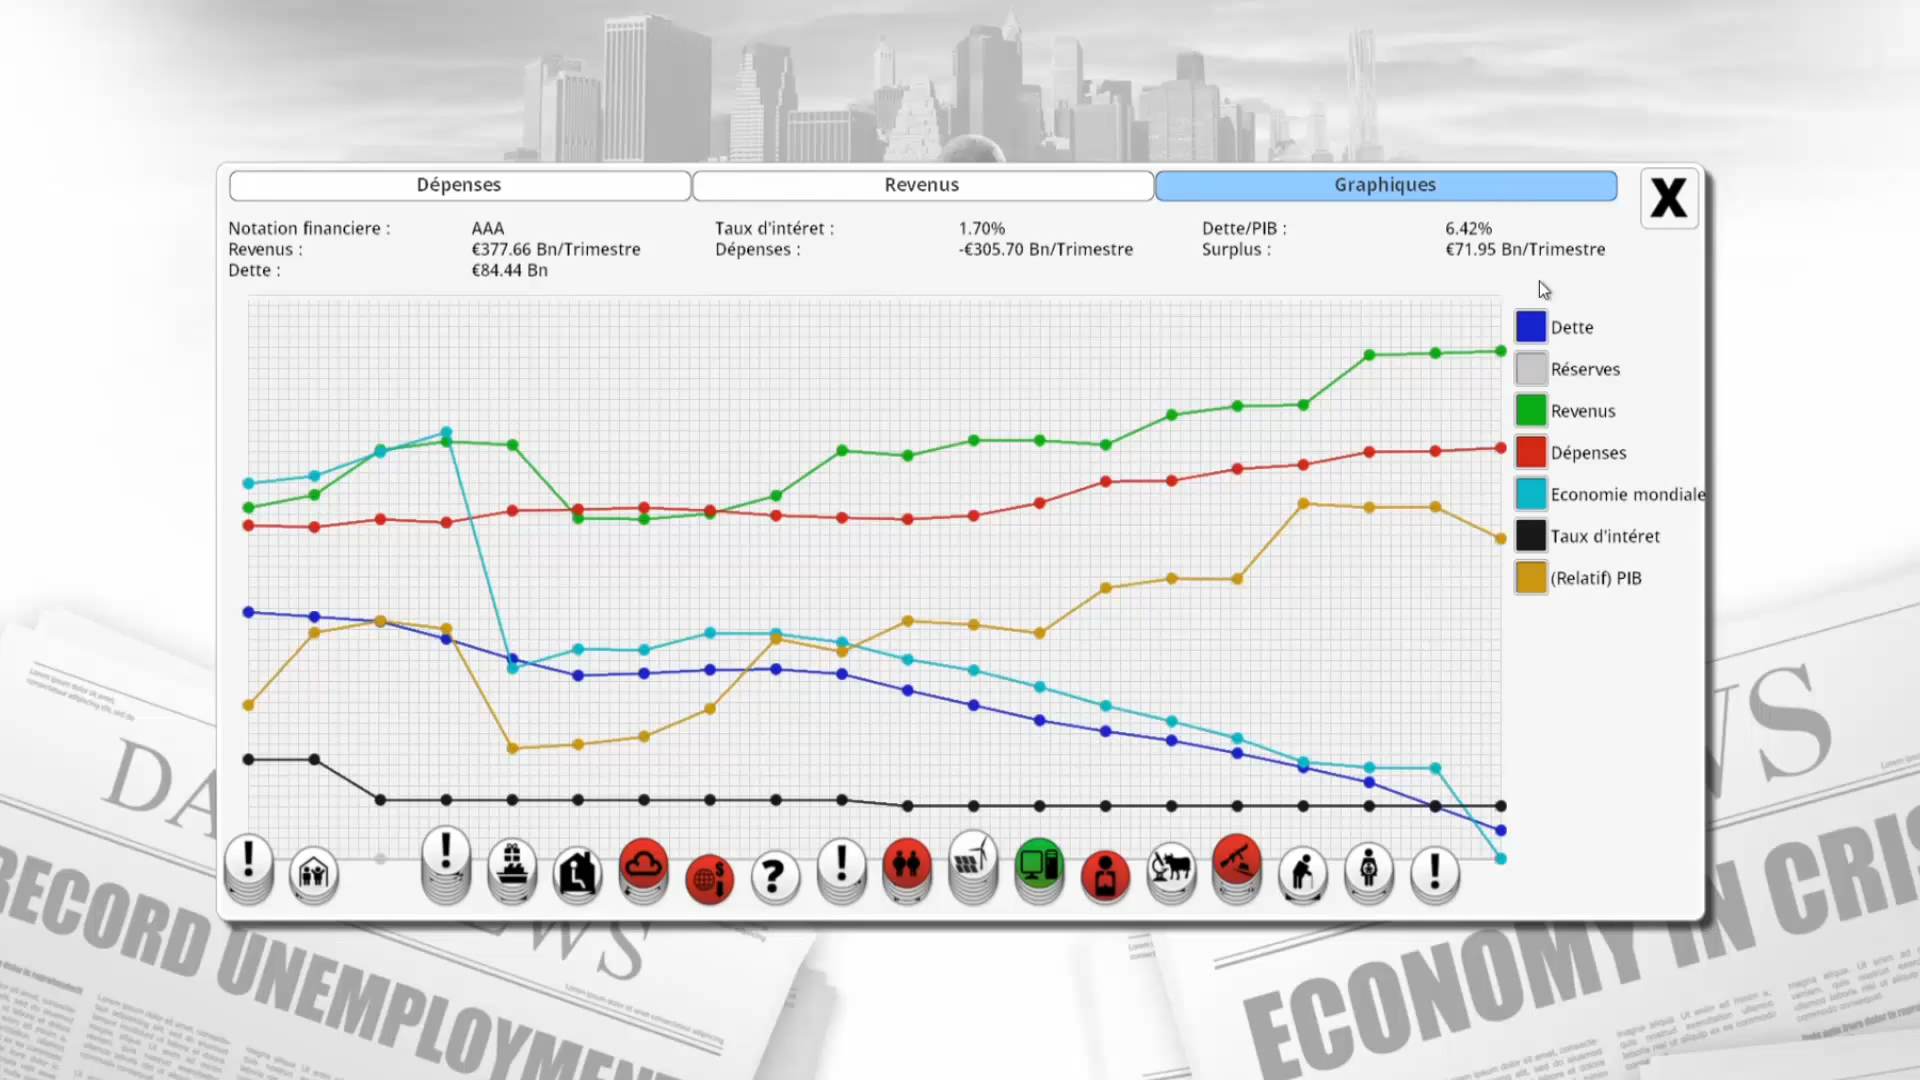 Dépenses
Revenus
Graphiques
X
Notation financiere :
AAA
Taux d'intéret :
1.70%
Dette/PIB :
6.42%
Revenus :
€377.66 Bn/Trimestre
Dépenses :
-€305.70 Bn/Trimestre
Surplus :
€71.95 Bn/Trimestre
Dette :
€84.44 Bn
Dette
Réserves
Revenus
Dépenses
Economie mondiale
Taux d'intéret
(Relatif) PIB
RECORD UNEMPLOYMEN
ECONOMY IN CRIS